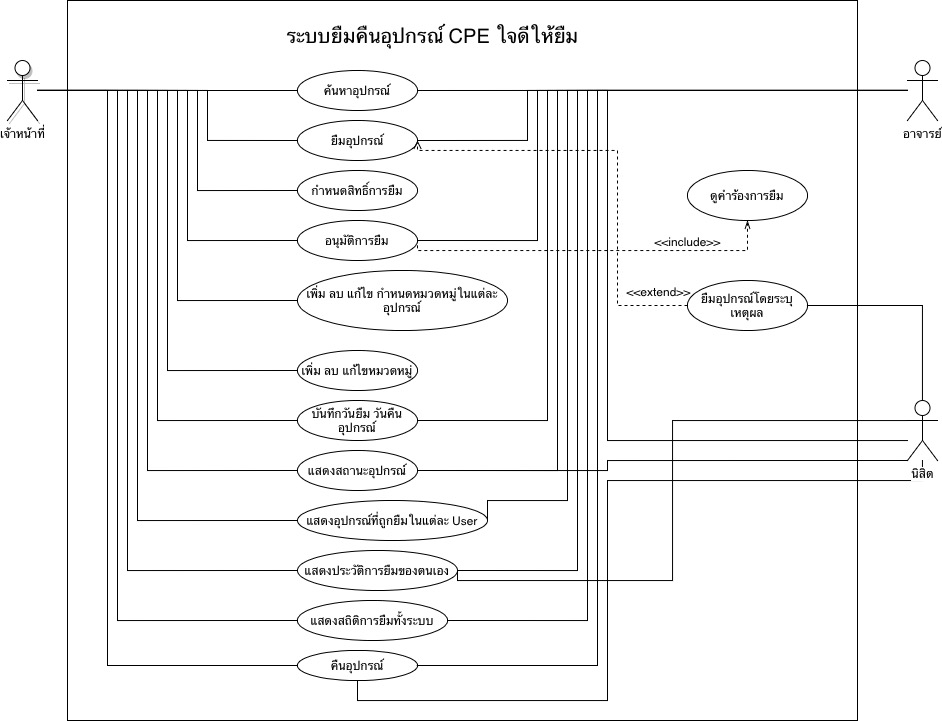 ระบบยืมคืนอุปกรณ์ CPE ใจดีให้ยืม
เจ้าหน้าที่
อาจารย์
ค้นหาอุปกรณ์
ยืมอุปกรณ์
กำหนดสิทธิ์การยืม
ดูคำร้องการยืม
อนุมัติการยืม
<<include>>
<<extend>>
เพิ่ม ลบ แก้ไข กำหนดหมวดหมู่ในแต่ละ
อุปกรณ์
ยืมอุปกรณ์โดยระบุ
เหตุผล
เพิ่ม ลบ แก้ไขหมวดหมู่
บันทึกวันยืม วันคืน
อุปกรณ์
แสดงสถานะอุปกรณ์
นิสิต
แสดงอุปกรณ์ที่ถูกยืมในแต่ละ User
แสดงประวัติการยืมของตนเอง
แสดงสถิติการยืมทั้งระบบ
คืนอุปกรณ์